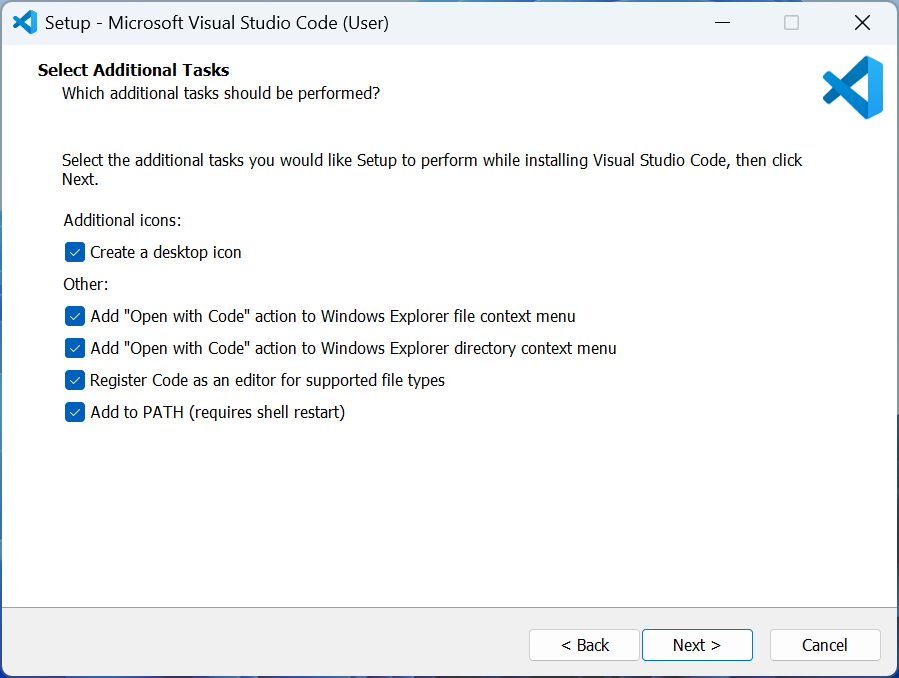 Setup - Microsoft Visual Studio Code (User)
Select Additional Tasks
Which additional tasks should be performed?
Select the additional tasks you would like Setup to perform while installing Visual Studio Code, then click
Next.
Additional icons:
Create a desktop icon
Other:
Add "Open with Code" action to Windows Explorer file context menu
Add "Open with Code" action to Windows Explorer directory context menu
Register Code as an editor for supported file types
Add to PATH (requires shell restart)
< Back Next > Cancel